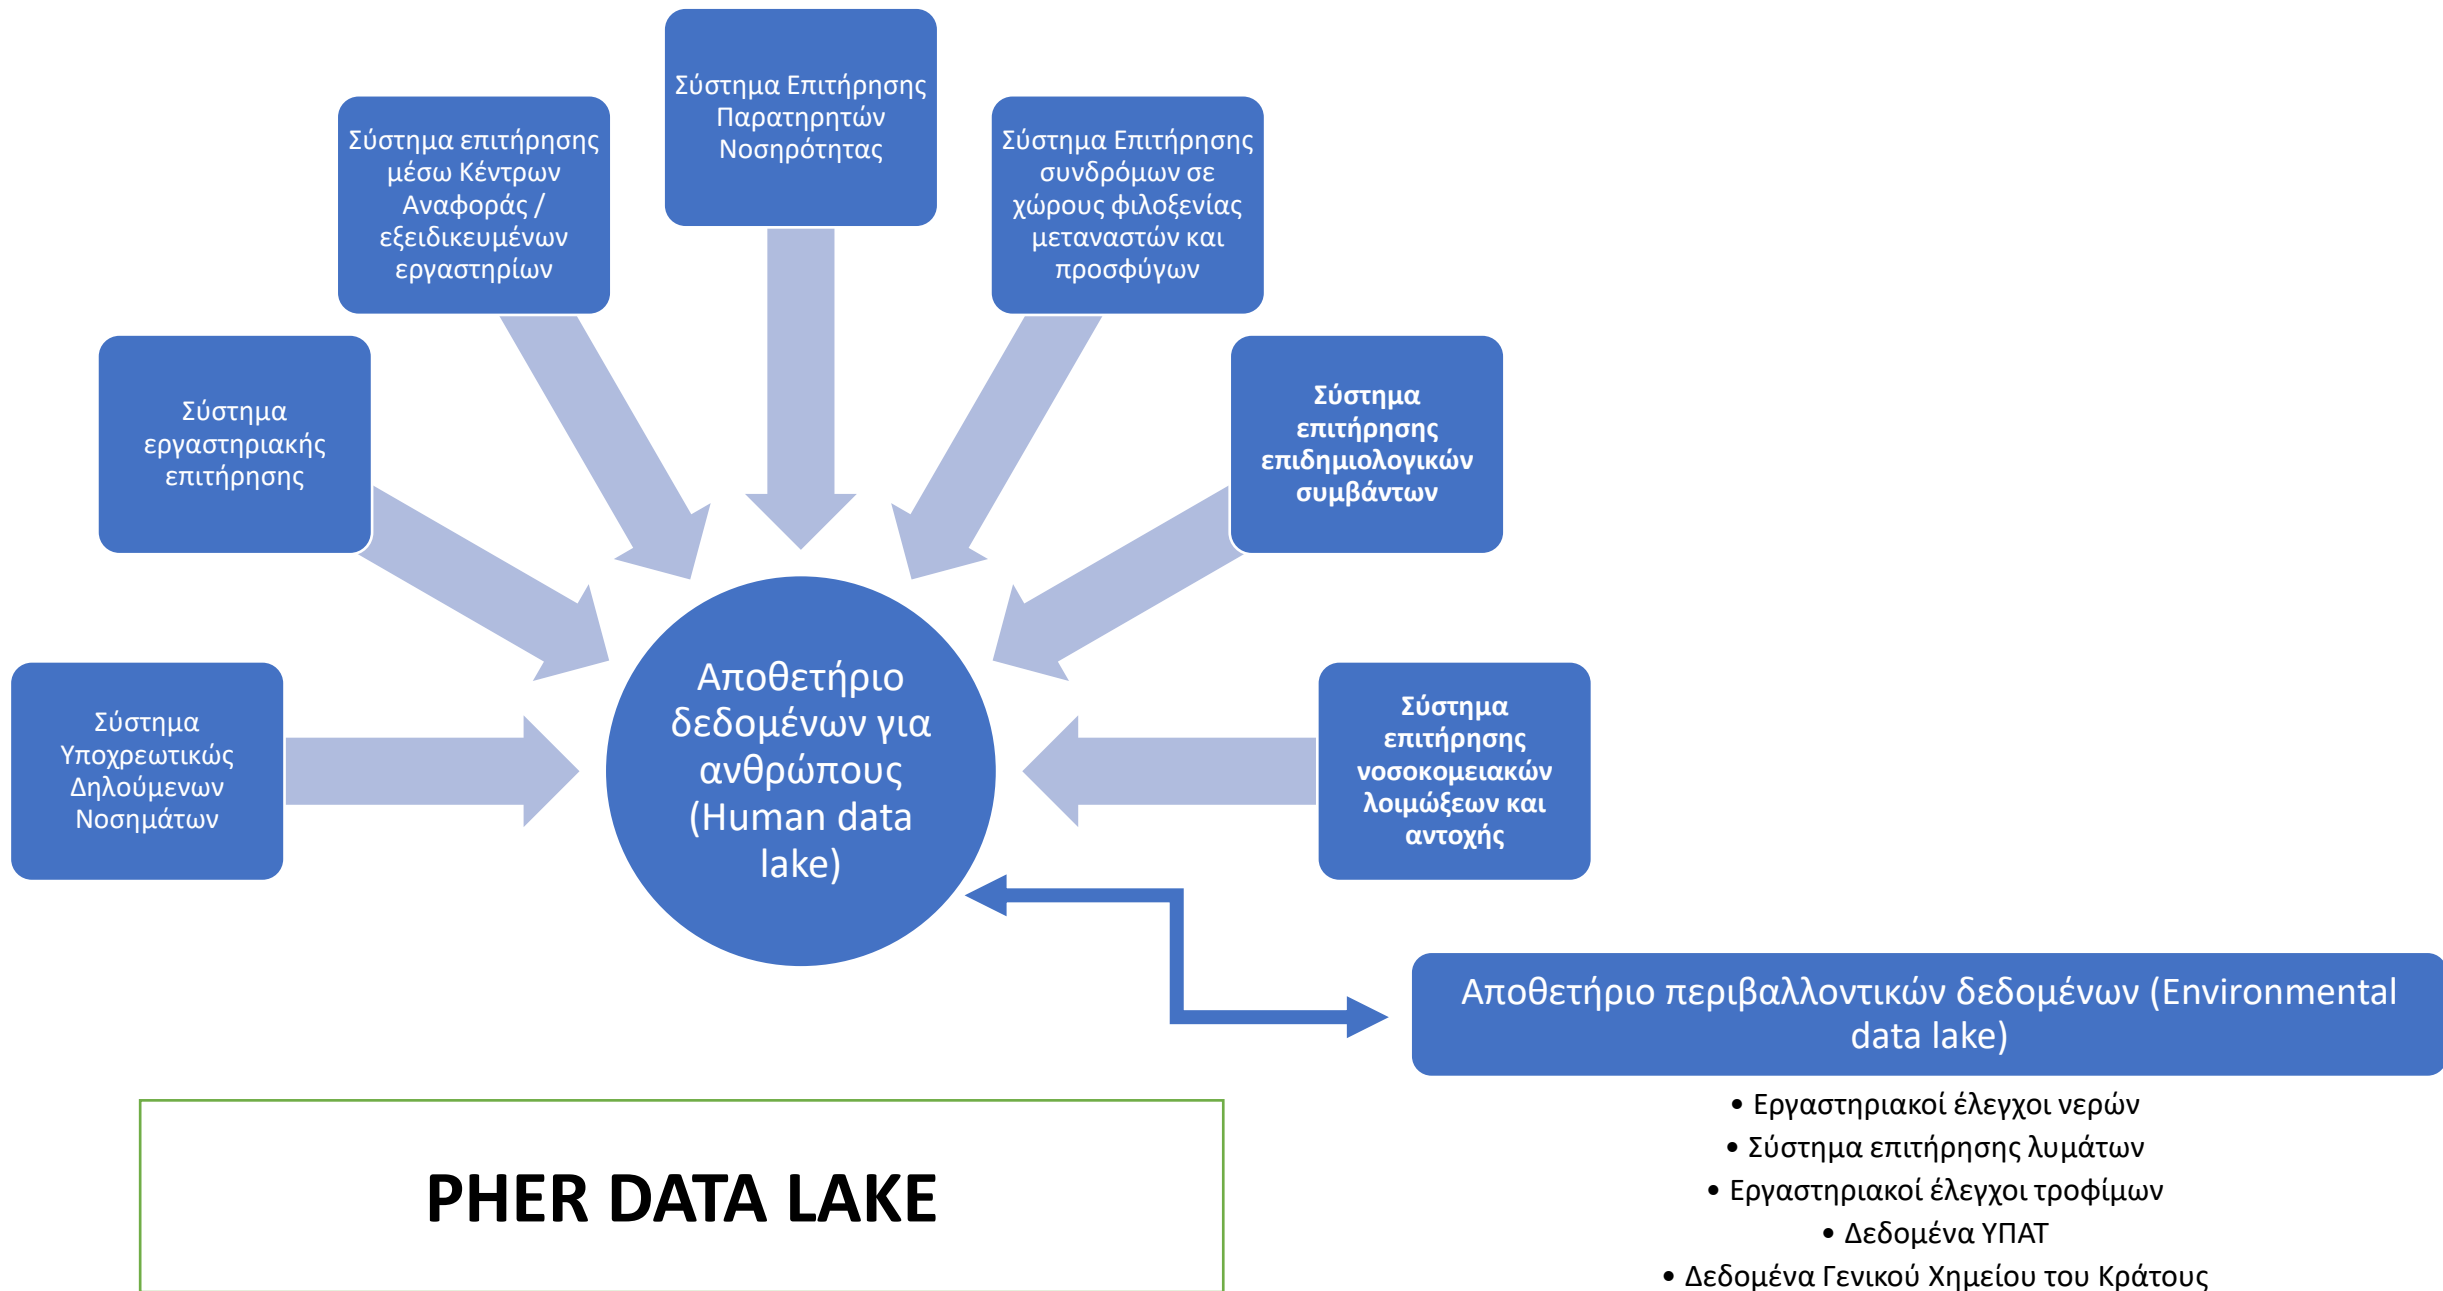 Σύστημα Υποχρεωτικώς
Δηλούμενων
Νοσημάτων
Σύστημα
εργαστηριακής
επιτήρησης
Σύστημα επιτήρησης
μέσω Κέντρων
Αναφοράς /
εξειδικευμένων
εργαστηρίων
Σύστημα Επιτήρησης
Παρατηρητών
Νοσηρότητας
Σύστημα Επιτήρησης
συνδρόμων σε
χώρους φιλοξενίας
μεταναστών και
προσφύγων
Σύστημα
επιτήρησης
επιδημιολογικών
συμβάντων
Σύστημα
επιτήρησης
νοσοκομειακών
λοιμώξεων και
αντοχής
Αποθετήριο
δεδομένων για
ανθρώπους
(Human data
lake)
Αποθετήριο περιβαλλοντικών δεδομένων (Environmental
data lake)
• Εργαστηριακοί έλεγχοι νερών
• Σύστημα επιτήρησης λυμάτων
• Εργαστηριακοί έλεγχοι τροφίμων
• Δεδομένα ΥΠΑΤ
• Δεδομένα Γενικού Χημείου του Κράτους
PHER DATA LAKE